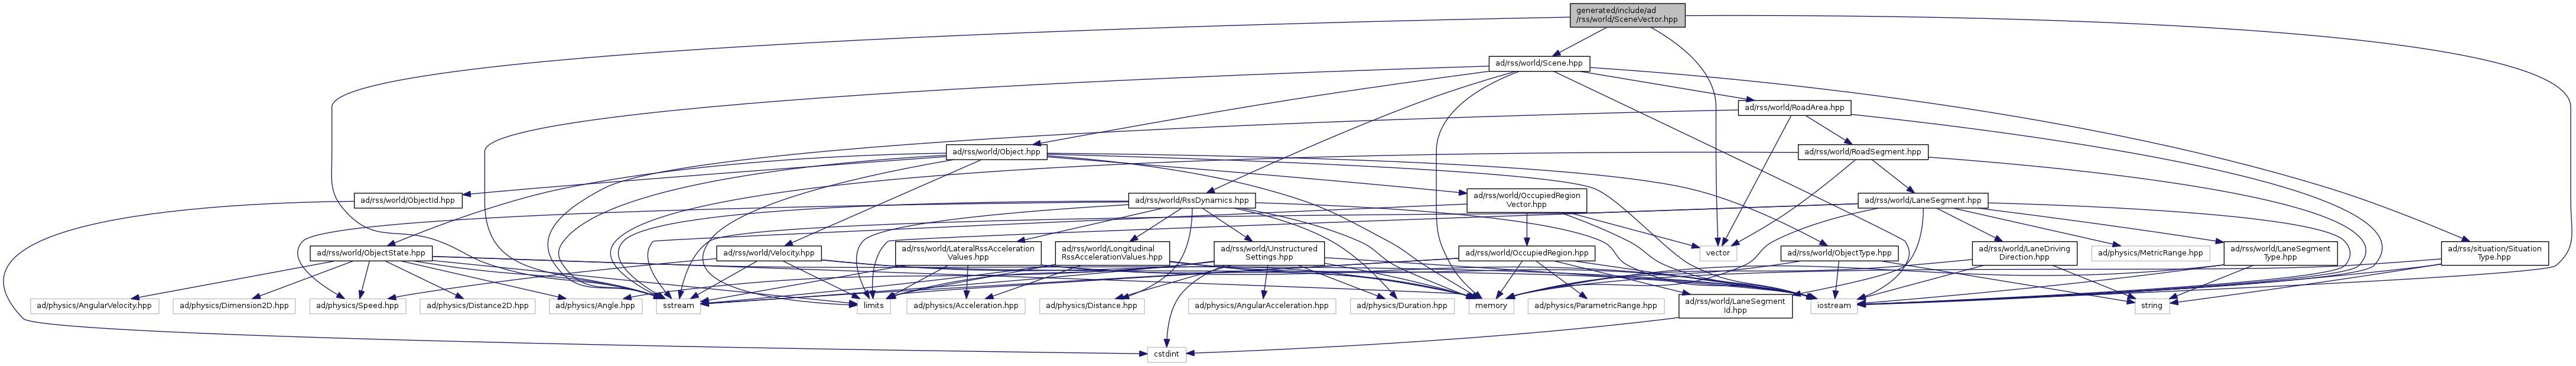 generated/include/ad
/rss/world/SceneVector.hpp
ad/rss/world/Scene.hpp
ad/rss/world/RoadArea.hpp
ad/rss/world/Object.hpp
ad/rss/world/RoadSegment.hpp
ad/rss/world/ObjectId.hpp
ad/rss/world/RssDynamics.hpp
ad/rss/world/OccupiedRegion
Vector.hpp
ad/rss/world/LaneSegment.hpp
ad/rss/world/ObjectState.hpp
ad/rss/world/Velocity.hpp
ad/rss/world/LateralRssAcceleration
Values.hpp
ad/rss/world/Longitudinal
RssAccelerationValues.hpp
ad/rss/world/Unstructured
Settings.hpp
ad/rss/world/OccupiedRegion.hpp
vector
ad/rss/world/ObjectType.hpp
ad/rss/world/LaneDriving
Direction.hpp
ad/physics/MetricRange.hpp
ad/rss/world/LaneSegment
Type.hpp
ad/rss/situation/Situation
Type.hpp
ad/physics/AngularVelocity.hpp
ad/physics/Dimension2D.hpp
ad/physics/Speed.hpp
ad/physics/Distance2D.hpp
ad/physics/Angle.hpp
sstream
limits
ad/physics/Acceleration.hpp
ad/physics/Distance.hpp
ad/physics/AngularAcceleration.hpp
ad/physics/Duration.hpp
memory
ad/physics/ParametricRange.hpp
ad/rss/world/LaneSegment
Id.hpp
iostream
string
cstdint